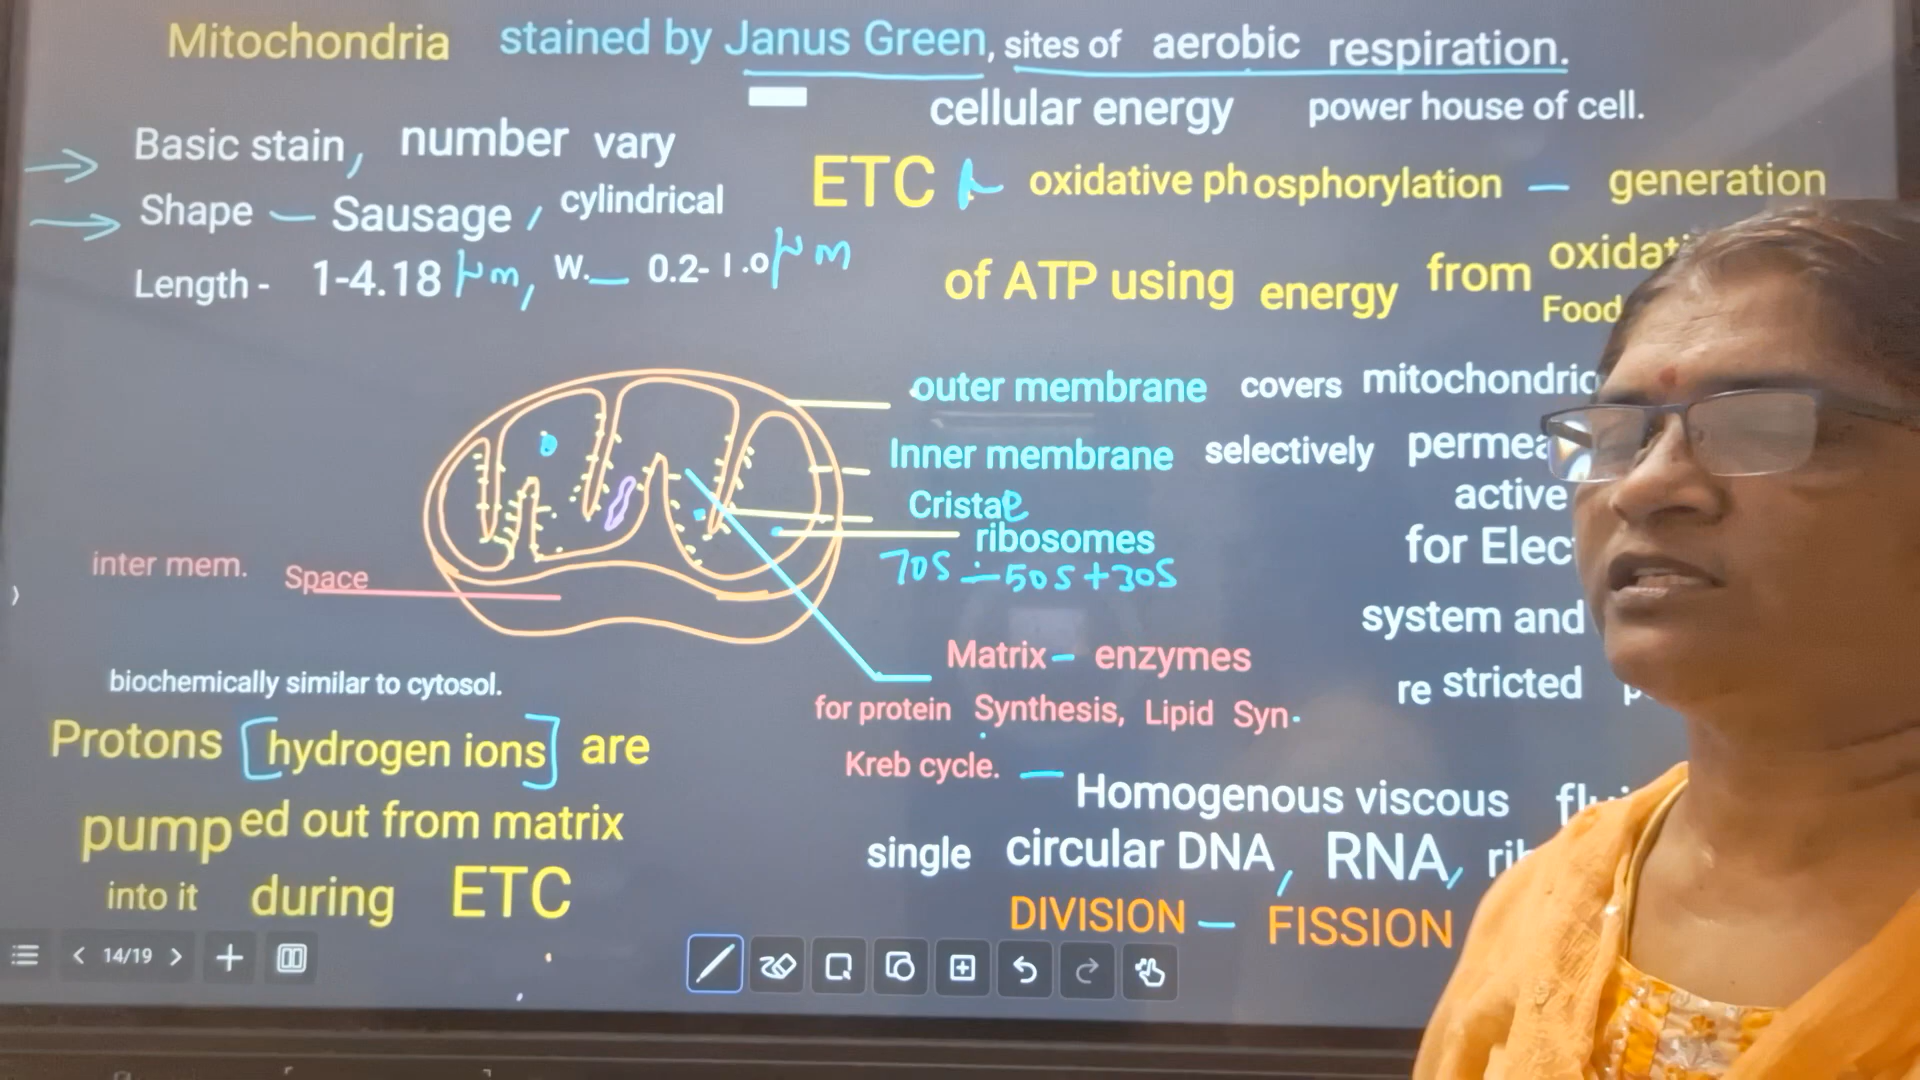 Mitochondria stained by Janus Green, sites of aerobic respiration.
cellular energy power house of cell.
Basic stain, number vary
Shape — Sausage, cylindrical
Length - 1-4.18 μm, W. — 0.2-1.0 μm
ETC oxidative phosphorylation — generation
of ATP using energy from
Food
outer membrane covers
Inner membrane selectively
active
Cristae
for
ribosomes
70S – 50S + 30S
inter mem. Space
system and
Matrix — enzymes
restricted
for protein Synthesis, Lipid Syn.
Kreb cycle. — Homogenous viscous
single circular DNA, RNA,
DIVISION — FISSION
biochemically similar to cytosol.
Protons [hydrogen ions] are
pumped out from matrix
into it during ETC
14/19